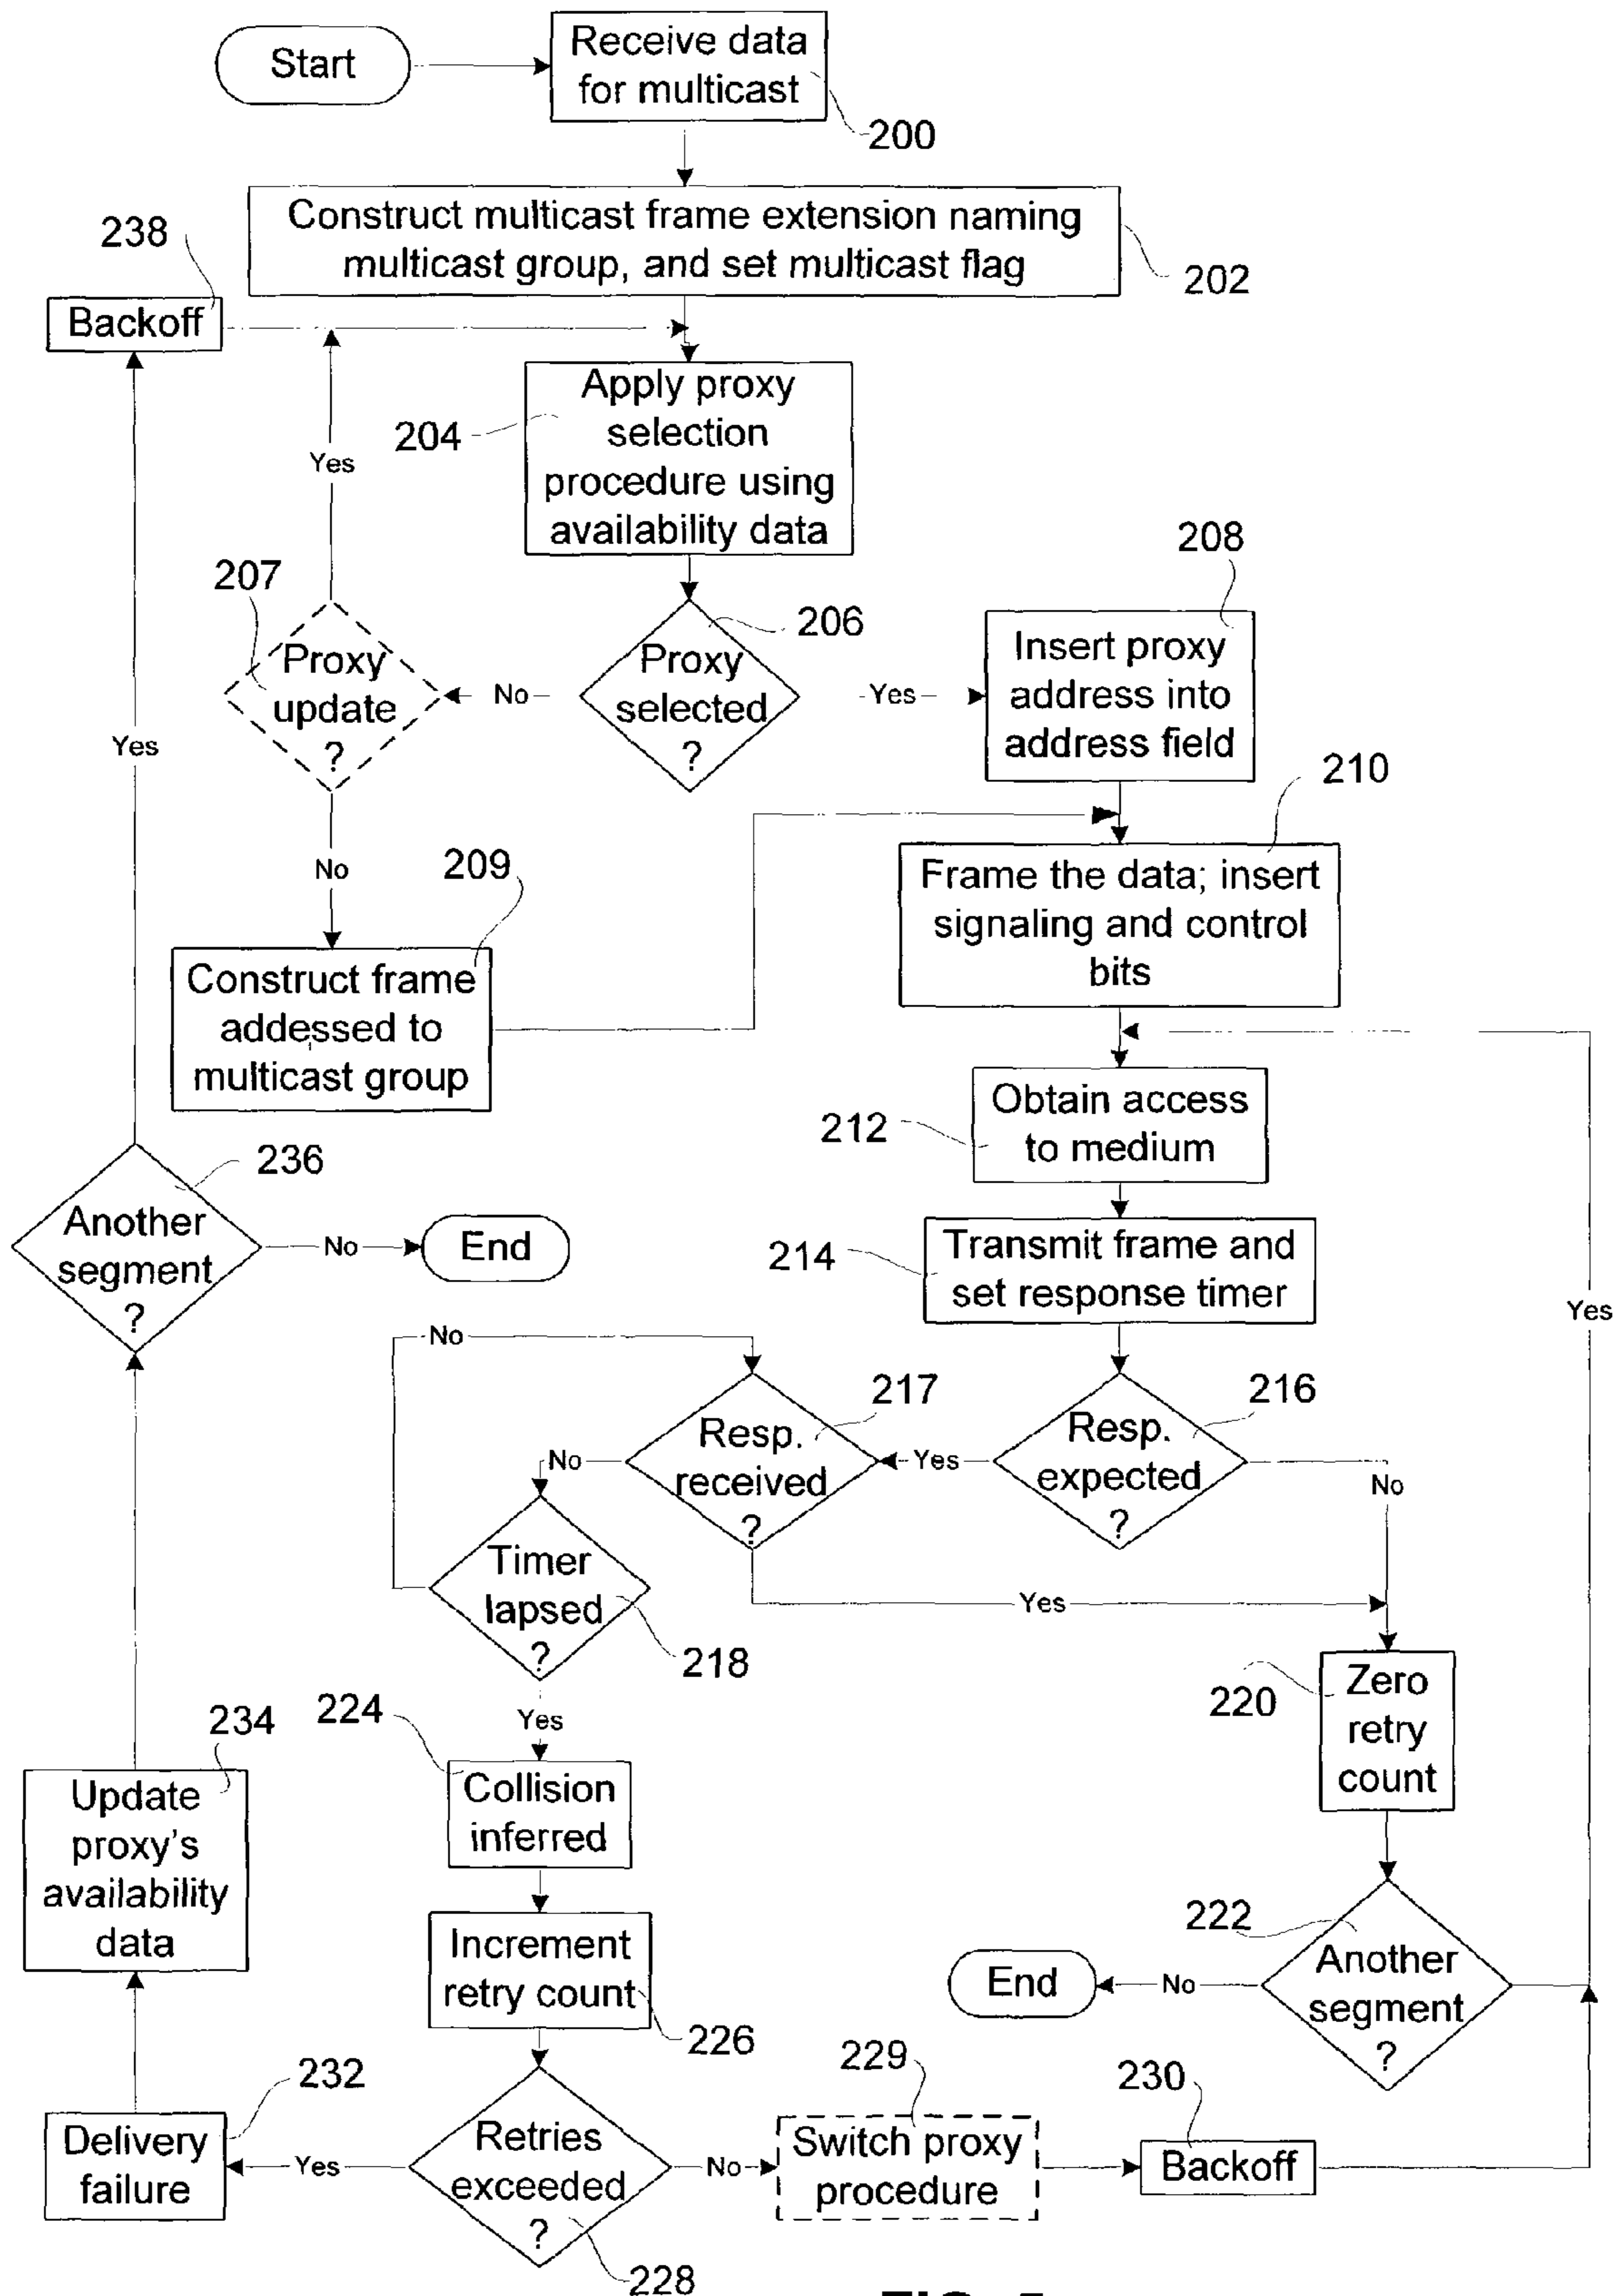 Start
Receive data
for multicast
200
Construct multicast frame extension naming
multicast group, and set multicast flag
202
238
Backoff
Apply proxy
selection
procedure using
availability data
204
Yes
207
Proxy
update
?
No
206
Proxy
selected
?
Yes
208
Insert proxy
address into
address field
Yes
No
209
Construct frame
addessed to
multicast group
210
Frame the data; insert
signaling and control
bits
212
Obtain access
to medium
236
Another
segment
?
No
End
214
Transmit frame and
set response timer
Yes
No
217
Resp.
received
?
No
Yes
216
Resp.
expected
?
No
Timer
lapsed
?
218
Yes
Yes
220
Zero
retry
count
234
Update
proxy's
availability
data
224
Collision
inferred
Increment
retry count
226
222
Another
segment
?
No
End
232
Delivery
failure
Yes
Retries
exceeded
?
228
No
229
Switch proxy
procedure
230
Backoff